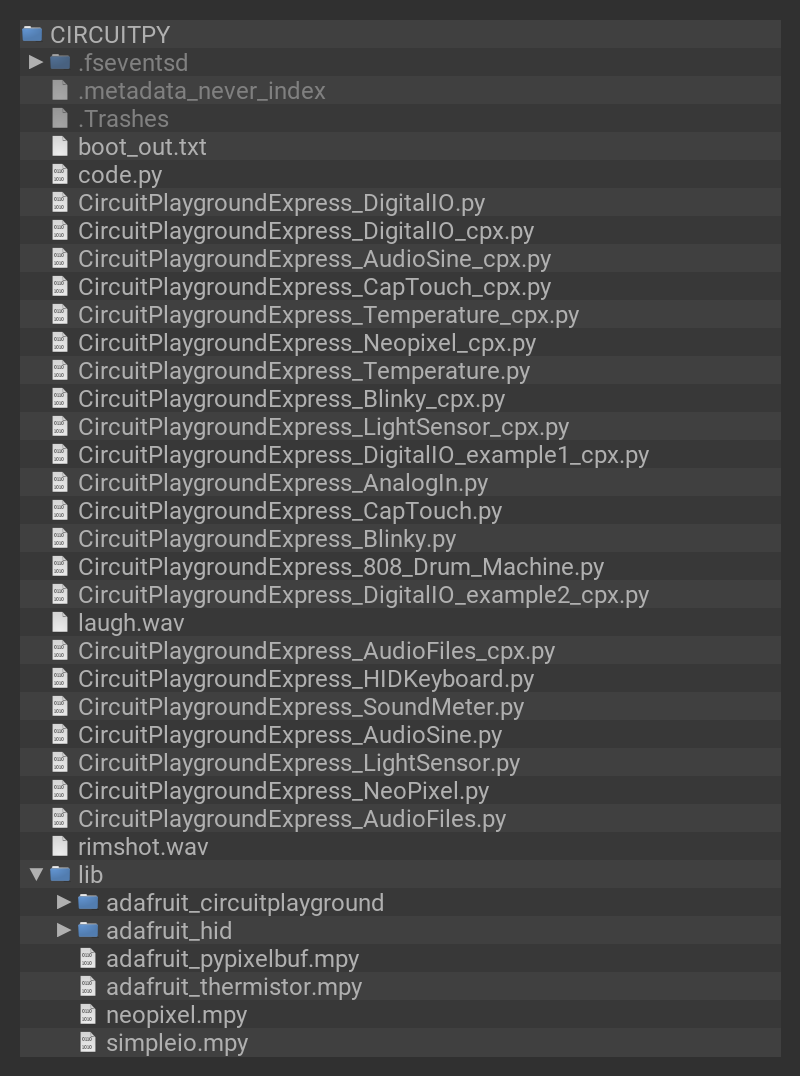 CIRCUITPY
.fseventsd
.metadata_never_index
.Trashes
boot_out.txt
code.py
CircuitPlaygroundExpress_DigitalIO.py
CircuitPlaygroundExpress_DigitalIO_cpx.py
CircuitPlaygroundExpress_AudioSine_cpx.py
CircuitPlaygroundExpress_CapTouch_cpx.py
CircuitPlaygroundExpress_Temperature_cpx.py
CircuitPlaygroundExpress_Neopixel_cpx.py
CircuitPlaygroundExpress_Temperature.py
CircuitPlaygroundExpress_Blinky_cpx.py
CircuitPlaygroundExpress_LightSensor_cpx.py
CircuitPlaygroundExpress_DigitalIO_example1_cpx.py
CircuitPlaygroundExpress_AnalogIn.py
CircuitPlaygroundExpress_CapTouch.py
CircuitPlaygroundExpress_Blinky.py
CircuitPlaygroundExpress_808_Drum_Machine.py
CircuitPlaygroundExpress_DigitalIO_example2_cpx.py
laugh.wav
CircuitPlaygroundExpress_AudioFiles_cpx.py
CircuitPlaygroundExpress_HIDKeyboard.py
CircuitPlaygroundExpress_SoundMeter.py
CircuitPlaygroundExpress_AudioSine.py
CircuitPlaygroundExpress_LightSensor.py
CircuitPlaygroundExpress_NeoPixel.py
CircuitPlaygroundExpress_AudioFiles.py
rimshot.wav
lib
adafruit_circuitplayground
adafruit_hid
adafruit_pypixelbuf.mpy
adafruit_thermistor.mpy
neopixel.mpy
simpleio.mpy